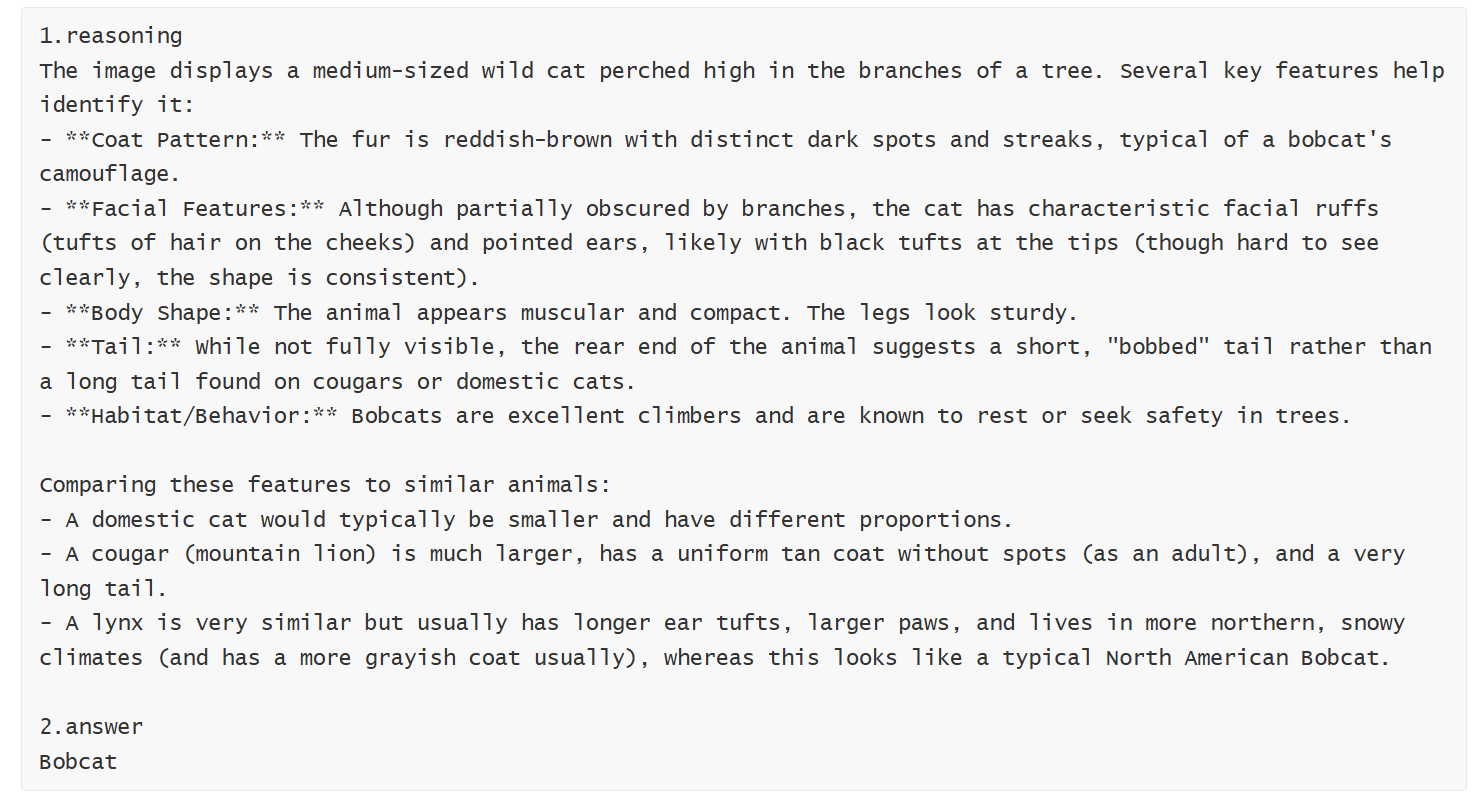 1.reasoning
The image displays a medium-sized wild cat perched high in the branches of a tree. Several key features help
identify it:
- **Coat Pattern:** The fur is reddish-brown with distinct dark spots and streaks, typical of a bobcat's
camouflage.
- **Facial Features:** Although partially obscured by branches, the cat has characteristic facial ruffs
(tufts of hair on the cheeks) and pointed ears, likely with black tufts at the tips (though hard to see
clearly, the shape is consistent).
- **Body Shape:** The animal appears muscular and compact. The legs look sturdy.
- **Tail:** While not fully visible, the rear end of the animal suggests a short, "bobbed" tail rather than
a long tail found on cougars or domestic cats.
- **Habitat/Behavior:** Bobcats are excellent climbers and are known to rest or seek safety in trees.

Comparing these features to similar animals:
- A domestic cat would typically be smaller and have different proportions.
- A cougar (mountain lion) is much larger, has a uniform tan coat without spots (as an adult), and a very
long tail.
- A lynx is very similar but usually has longer ear tufts, larger paws, and lives in more northern, snowy
climates (and has a more grayish coat usually), whereas this looks like a typical North American Bobcat.

2.answer
Bobcat